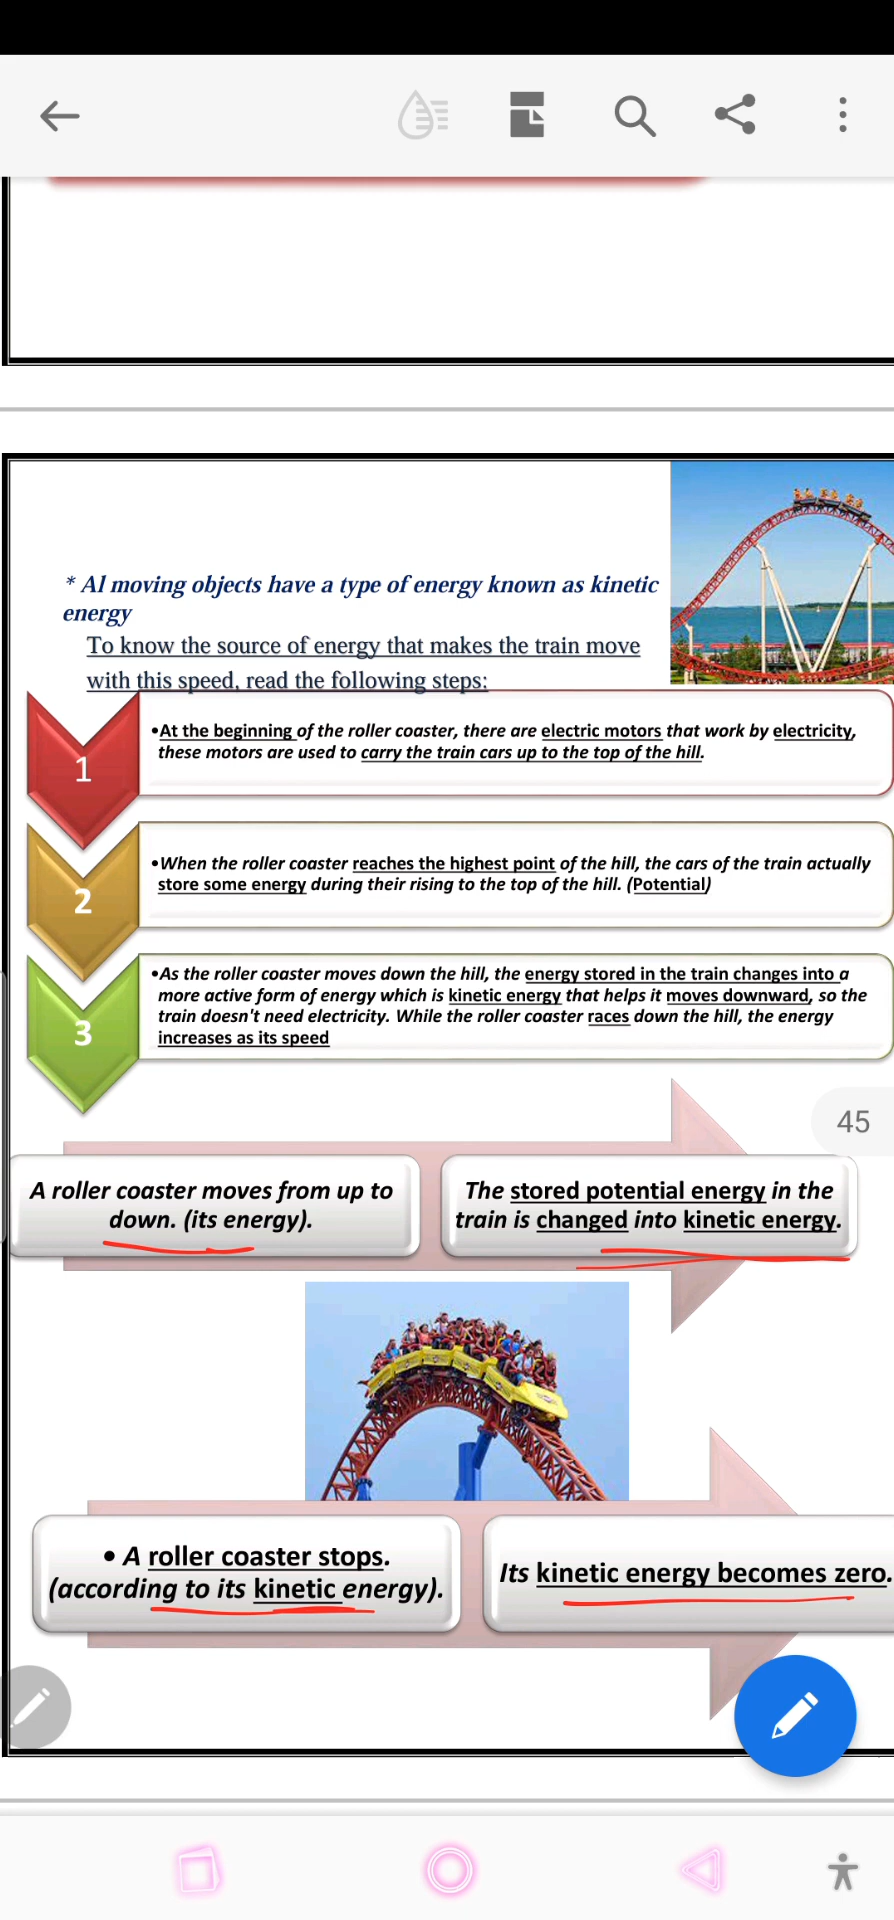 * Al moving objects have a type of energy known as kinetic
energy
To know the source of energy that makes the train move
with this speed, read the following steps:
1
•At the beginning of the roller coaster, there are electric motors that work by electricity,
these motors are used to carry the train cars up to the top of the hill.
2
•When the roller coaster reaches the highest point of the hill, the cars of the train actually
store some energy during their rising to the top of the hill. (Potential)
3
•As the roller coaster moves down the hill, the energy stored in the train changes into a
more active form of energy which is kinetic energy that helps it moves downward, so the
train doesn't need electricity. While the roller coaster races down the hill, the energy
increases as its speed
45
A roller coaster moves from up to
down. (its energy).
The stored potential energy in the
train is changed into kinetic energy.
• A roller coaster stops.
(according to its kinetic energy).
Its kinetic energy becomes zero.